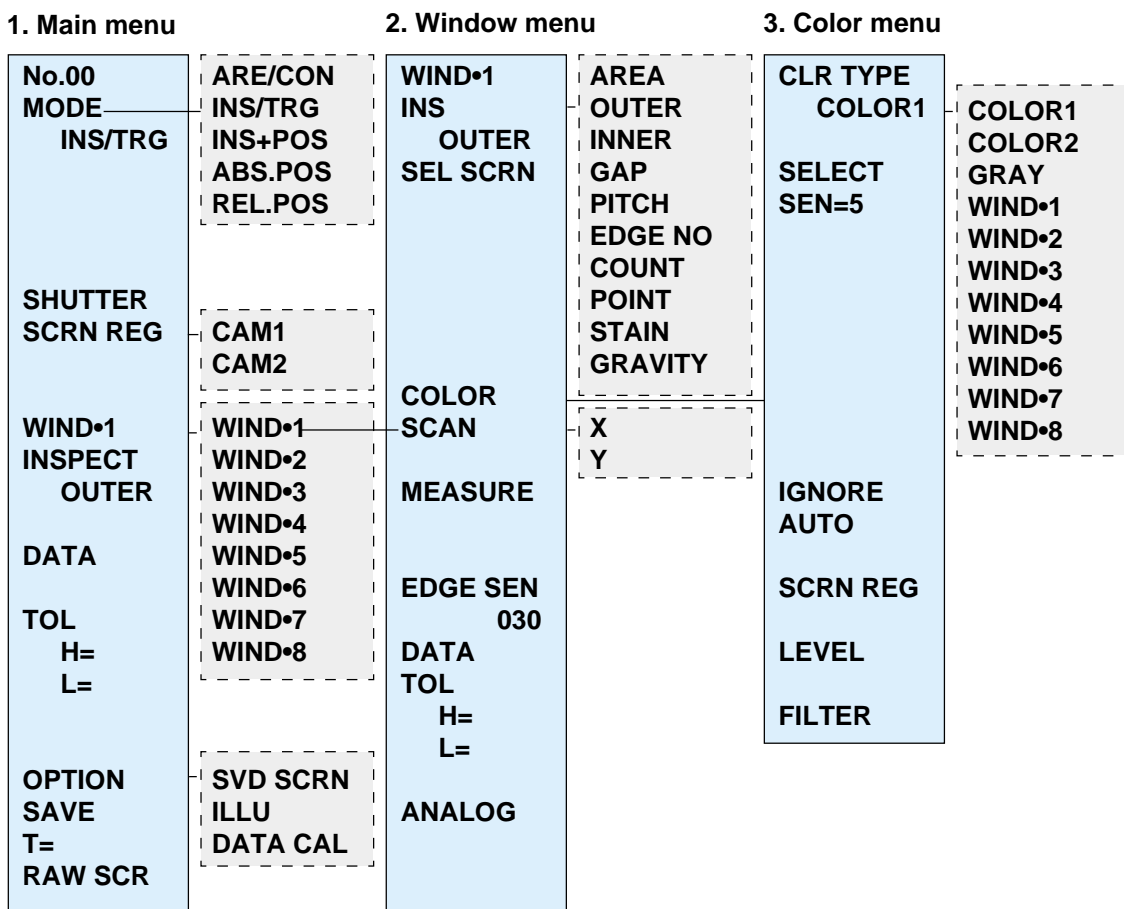 1. Main menu
No.00
MODE
INS/TRG
SHUTTER
SCRN REG
WIND•1
INSPECT
OUTER
DATA
TOL
H=
L=
OPTION
SAVE
T=
RAW SCR
ARE/CON
INS/TRG
INS+POS
ABS.POS
REL.POS
CAM1
CAM2
WIND•1
WIND•2
WIND•3
WIND•4
WIND•5
WIND•6
WIND•7
WIND•8
SVD SCRN
ILLU
DATA CAL
2. Window menu
WIND•1
INS
OUTER
SEL SCRN
COLOR
SCAN
MEASURE
EDGE SEN
030
DATA
TOL
H=
L=
ANALOG
AREA
OUTER
INNER
GAP
PITCH
EDGE NO
COUNT
POINT
STAIN
GRAVITY
X
Y
3. Color menu
CLR TYPE
COLOR1
SELECT
SEN=5
IGNORE
AUTO
SCRN REG
LEVEL
FILTER
COLOR1
COLOR2
GRAY
WIND•1
WIND•2
WIND•3
WIND•4
WIND•5
WIND•6
WIND•7
WIND•8